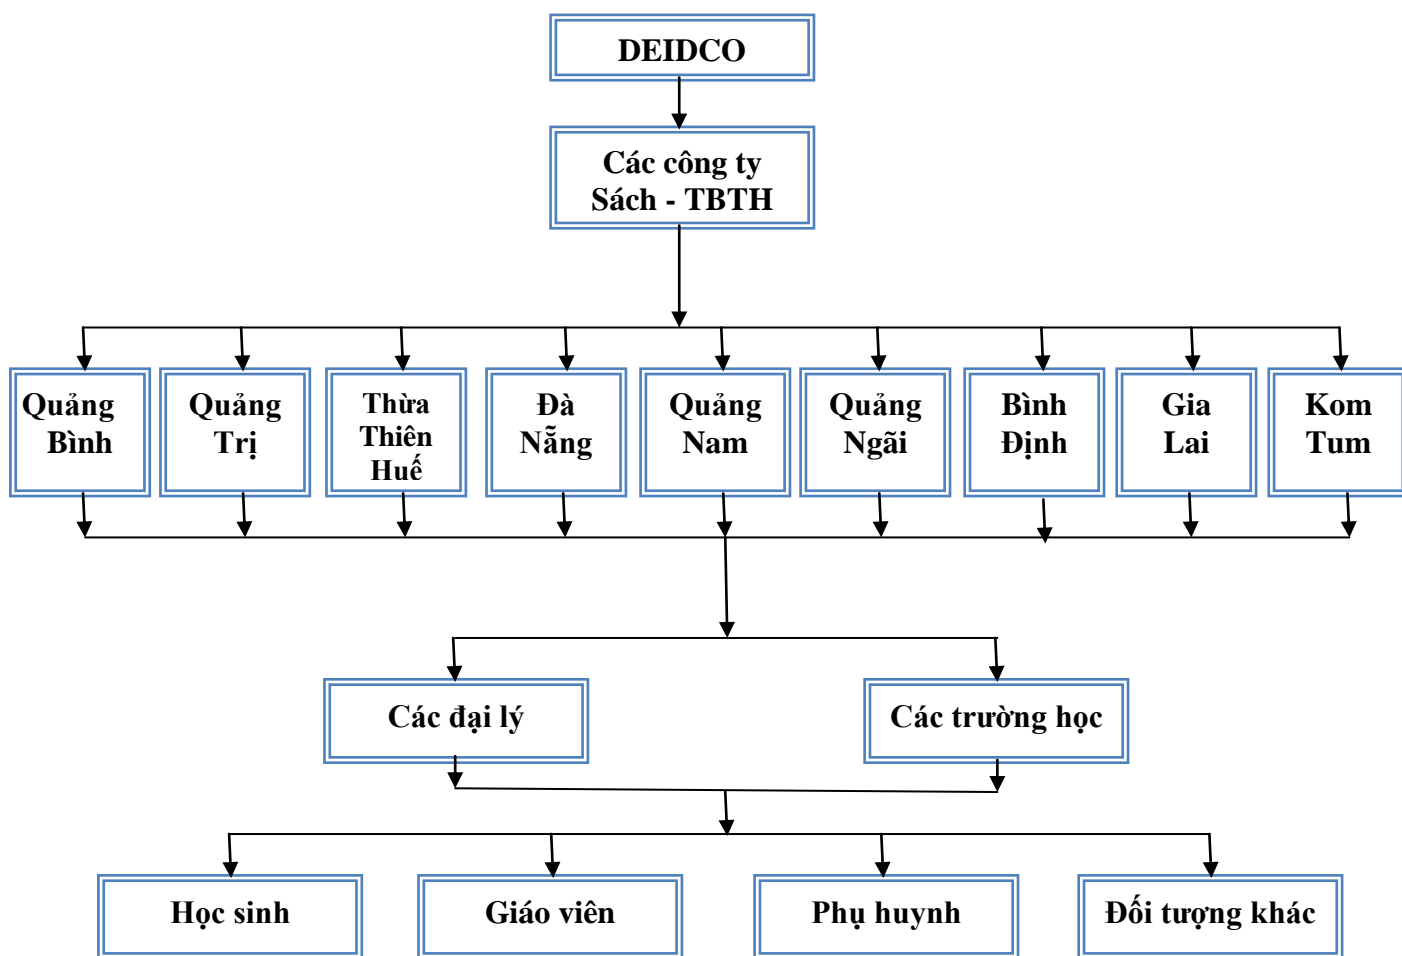 DEIDCO
Các công ty
Sách - TBTH
Quảng
Bình
Quảng
Trị
Thừa
Thiên
Huế
Đà
Nẵng
Quảng
Nam
Quảng
Ngãi
Bình
Định
Gia
Lai
Kom
Tum
Các đại lý
Các trường học
Học sinh
Giáo viên
Phụ huynh
Đối tượng khác